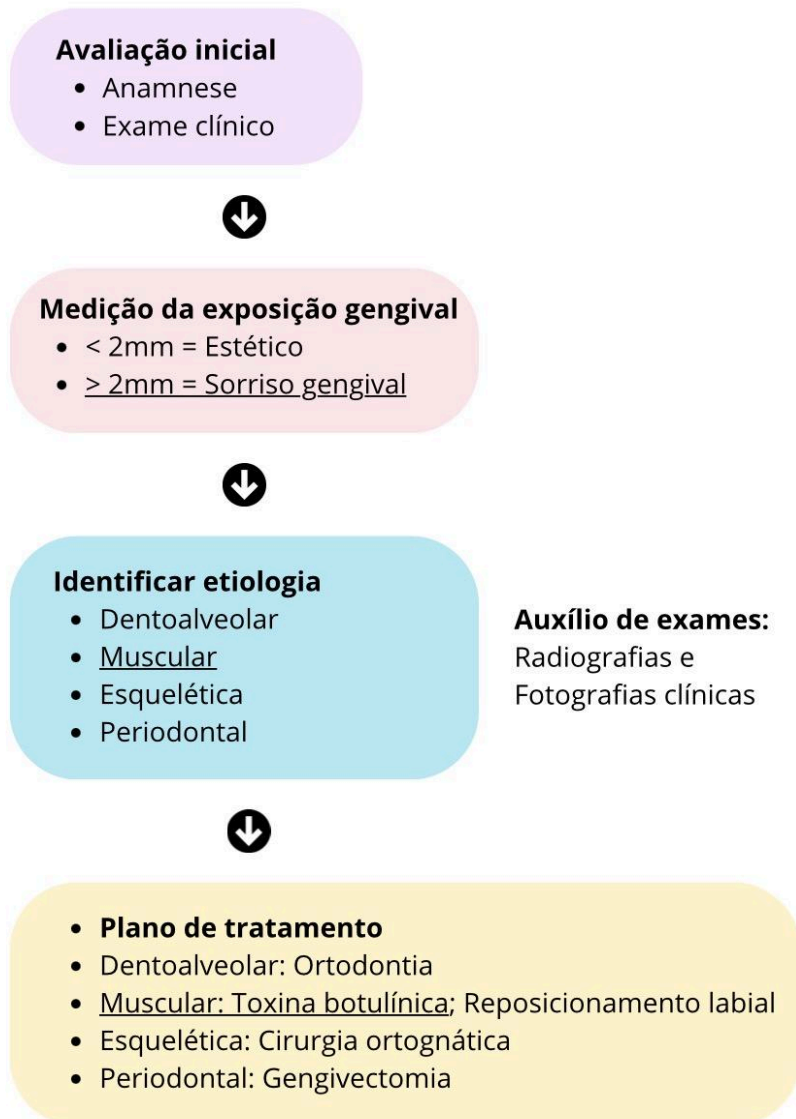 Avaliação inicial
• Anamnese
• Exame clínico
Medição da exposição gengival
• < 2mm = Estético
• > 2mm = Sorriso gengival
Identificar etiologia
• Dentoalveolar
• Muscular
• Esquelética
• Periodontal
Auxílio de exames:
Radiografias e
Fotografias clínicas
• Plano de tratamento
• Dentoalveolar: Ortodontia
• Muscular: Toxina botulínica; Reposicionamento labial
• Esquelética: Cirurgia ortognática
• Periodontal: Gengivectomia